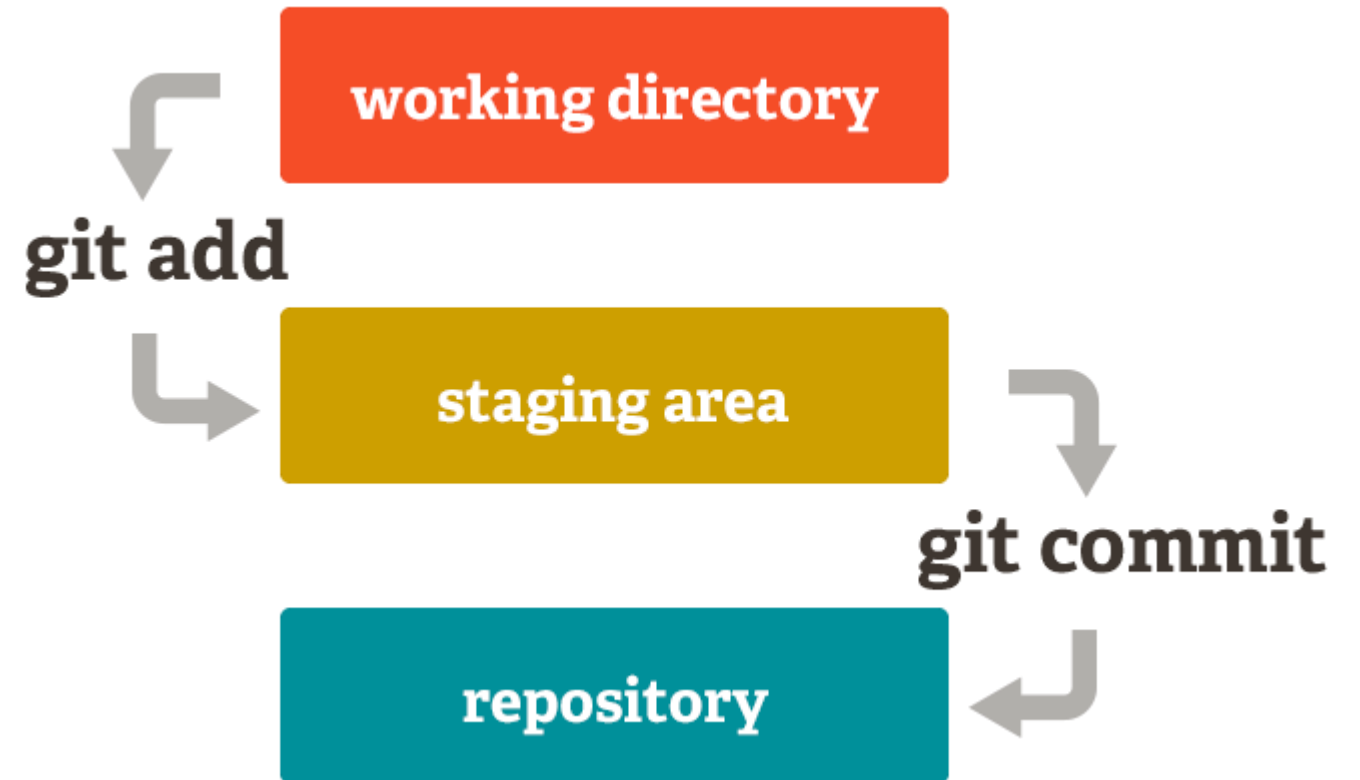 working directory
git add
staging area
git commit
repository